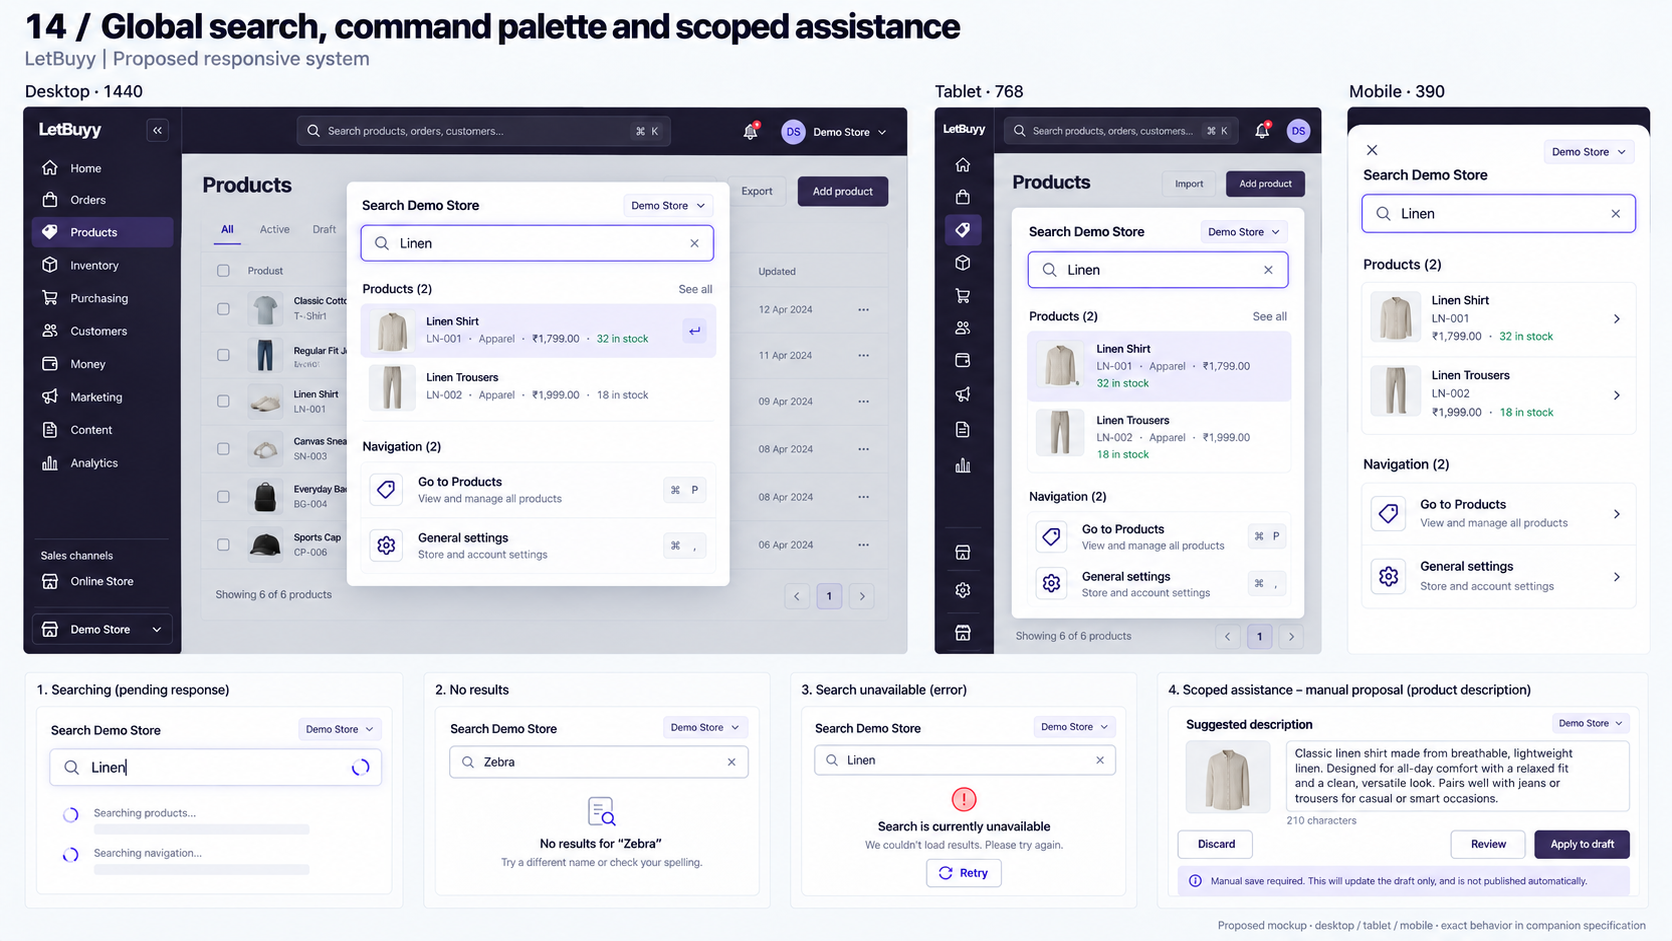 14 / Global search, command palette and scoped assistance
LetBuyy | Proposed responsive system
Desktop · 1440
LetBuyy
«
Search products, orders, customers...
⌘ K
DS
Demo Store
Home
Orders
Products
Inventory
Purchasing
Customers
Money
Marketing
Content
Analytics
Sales channels
Online Store
Demo Store
Products
Export
Add product
All
Active
Draft
Produst
Updated
Classic Cotto
T-Shirt
12 Apr 2024
Regular Fit J
11 Apr 2024
Linen Shirt
LN-001
09 Apr 2024
Canvas Snea
SN-003
08 Apr 2024
Everyday Ba
BG-004
08 Apr 2024
Sports Cap
CP-006
06 Apr 2024
Showing 6 of 6 products
1
Search Demo Store
Demo Store
Linen
Products (2)
See all
Linen Shirt
LN-001 · Apparel · ₹1,799.00 · 32 in stock
Linen Trousers
LN-002 · Apparel · ₹1,999.00 · 18 in stock
Navigation (2)
Go to Products
View and manage all products
⌘ P
General settings
Store and account settings
⌘ ,
Tablet · 768
LetBuyy
Search products, orders, customers...
⌘ K
DS
Products
Import
Add product
Search Demo Store
Demo Store
Linen
Products (2)
See all
Linen Shirt
LN-001 · Apparel · ₹1,799.00
32 in stock
Linen Trousers
LN-002 · Apparel · ₹1,999.00
18 in stock
Navigation (2)
Go to Products
View and manage all products
⌘ P
General settings
Store and account settings
⌘ ,
Showing 6 of 6 products
1
Mobile · 390
Demo Store
Search Demo Store
Linen
Products (2)
Linen Shirt
LN-001
₹1,799.00 · 32 in stock
Linen Trousers
LN-002
₹1,999.00 · 18 in stock
Navigation (2)
Go to Products
View and manage all products
General settings
Store and account settings
1. Searching (pending response)
Search Demo Store
Demo Store
Linen
Searching products...
Searching navigation...
2. No results
Search Demo Store
Demo Store
Zebra
No results for “Zebra”
Try a different name or check your spelling.
3. Search unavailable (error)
Search Demo Store
Demo Store
Linen
Search is currently unavailable
We couldn't load results. Please try again.
Retry
4. Scoped assistance – manual proposal (product description)
Suggested description
Demo Store
Classic linen shirt made from breathable, lightweight
linen. Designed for all-day comfort with a relaxed fit
and a clean, versatile look. Pairs well with jeans or
trousers for casual or smart occasions.
210 characters
Discard
Review
Apply to draft
Manual save required. This will update the draft only, and is not published automatically.
Proposed mockup · desktop / tablet / mobile · exact behavior in companion specification